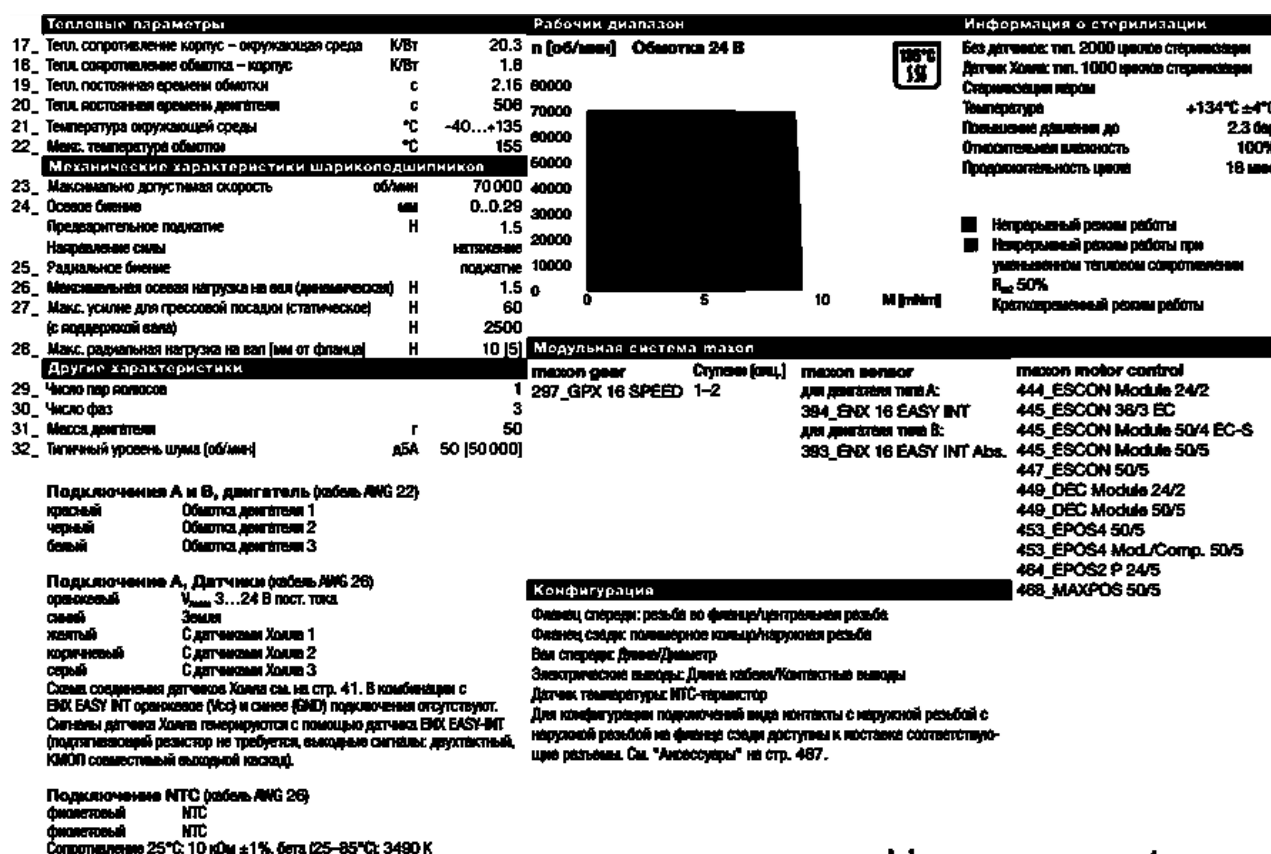 Тепловые параметры
17_ Тепл. сопротивление корпус – окружающая среда К/Вт 20.3
18_ Тепл. сопротивление обмотка – корпус К/Вт 1.8
19_ Тепл. постоянная времени обмотки с 2.16
20_ Тепл. постоянная времени двигателя с 506
21_ Температура окружающей среды °C -40...+135
22_ Макс. температура обмотки °C 155
Механические характеристики шарикоподшипников
23_ Максимально допустимая скорость об/мин 70 000
24_ Осевое биение мм 0..0.29
Предварительное поджатие Н 1.5
Направление силы натяжение
25_ Радиальное биение поджатие
26_ Максимальная осевая нагрузка на вал (динамическая) Н 1.5
27_ Макс. усилие для прессовой посадки (статическое) Н 60
(с поддержкой вала) Н 2500
28_ Макс. радиальная нагрузка на вал [мм от фланца] Н 10 [5]
Другие характеристики
29_ Число пар полюсов 1
30_ Число фаз 3
31_ Масса двигателя г 50
32_ Типичный уровень шума [об/мин] дБА 50 [50 000]
Подключения А и В, двигатель (кабель AWG 22)
красный Обмотка двигателя 1
черный Обмотка двигателя 2
белый Обмотка двигателя 3
Подключение А, Датчики (кабель AWG 26)
оранжевый 3…24 В пост. тока
синий Земля
желтый С датчиками Холла 1
коричневый С датчиками Холла 2
серый С датчиками Холла 3
Схема соединения датчиков Холла см. на стр. 41. В комбинации с
ENX EASY INT оранжевое (Vcc) и синее (GND) подключения отсутствуют.
Сигналы датчика Холла генерируются с помощью датчика ENX EASY-INT
(подтягивающий резистор не требуется, выходные сигналы: двухтактный,
КМОП совместимый выходной каскад).
Подключение NTC (кабель AWG 26)
фиолетовый NTC
фиолетовый NTC
Сопротивление 25°C: 10 кОм ±1%, бета (25–85°C): 3490 K
Рабочий диапазон
n [об/мин] Обмотка 24 В
80000
70000
60000
50000
40000
30000
20000
10000
0
0 5 10 M [mNm]
Информация о стерилизации
Без датчиков: тип. 2000 циклов стерилизации
Датчик Холла: тип. 1000 циклов стерилизации
Стерилизация паром
Температура +134°C ±4°C
Повышение давления до 2.3 бар
Относительная влажность 100%
Продолжительность цикла 18 мин
Непрерывный режим работы
Непрерывный режим работы при
уменьшенном тепловом сопротивлении
50%
Кратковременный режим работы
Модульная система maxon
maxon gear Ступени [опц.]
297_GPX 16 SPEED 1–2
maxon sensor
для двигателя типа А:
394_ENX 16 EASY INT
для двигателя типа В:
393_ENX 16 EASY INT Abs.
maxon motor control
444_ESCON Module 24/2
445_ESCON 36/3 EC
445_ESCON Module 50/4 EC-S
445_ESCON Module 50/5
447_ESCON 50/5
449_DEC Module 24/2
449_DEC Module 50/5
453_EPOS4 50/5
453_EPOS4 Mod./Comp. 50/5
464_EPOS2 P 24/5
468_MAXPOS 50/5
Конфигурация
Фланец спереди: резьба во фланце/центральная резьба
Фланец сзади: полимерное кольцо/наружная резьба
Вал спереди: Длина/Диаметр
Электрические выводы: Длина кабеля/Контактные выводы
Датчик температуры: NTC-термистор
Для конфигурации подключений вида контакты с наружной резьбой с
наружной резьбой на фланце сзади доступны к поставке соответствую-
щие разъемы. См. "Аксессуары" на стр. 467.